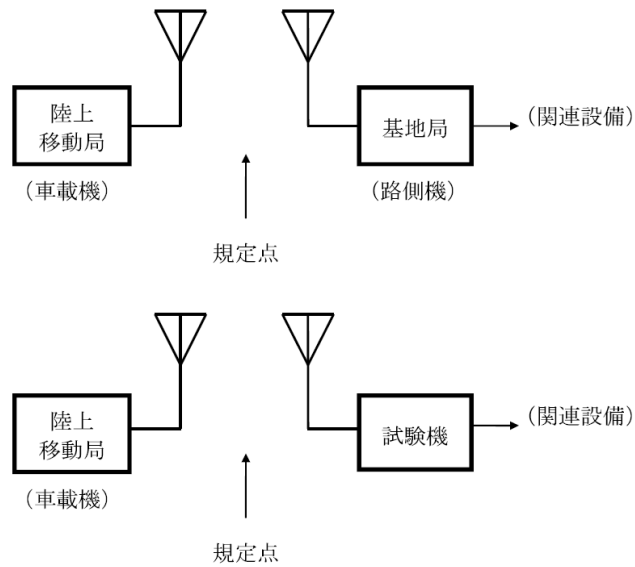 陸上
移動局
(車載機)
基地局
(路側機)
(関連設備)
規定点
陸上
移動局
(車載機)
試験機
(関連設備)
規定点